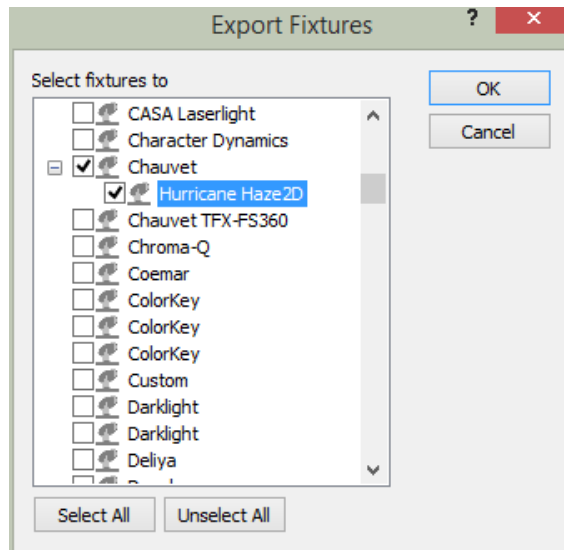 Export Fixtures
?
×
Select fixtures to
OK
Cancel
CASA Laserlight
Character Dynamics
Chauvet
Hurricane Haze2D
Chauvet TFX-FS360
Chroma-Q
Coemar
ColorKey
ColorKey
ColorKey
Custom
Darklight
Darklight
Deliya
Select All
Unselect All